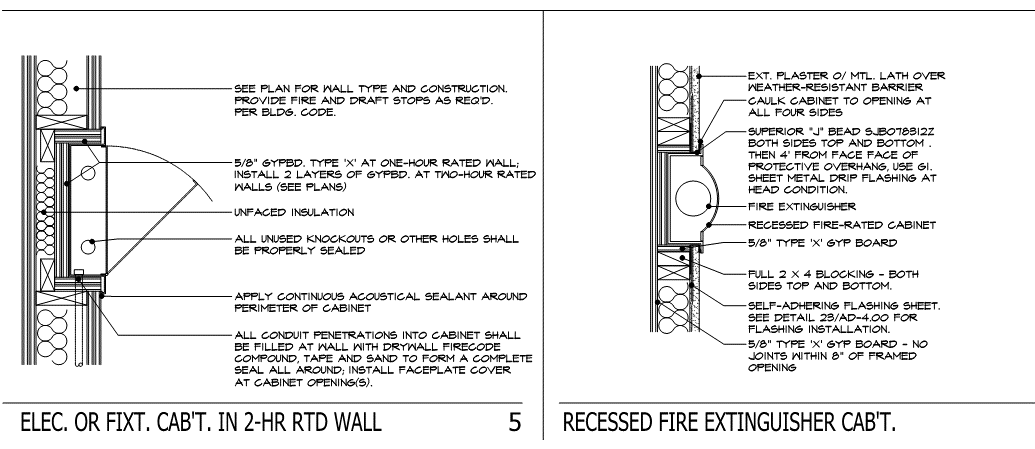 SEE PLAN FOR WALL TYPE AND CONSTRUCTION.
PROVIDE FIRE AND DRAFT STOPS AS REQ'D.
PER BLDG. CODE.
5/8" GYPBD. TYPE 'X' AT ONE-HOUR RATED WALL;
INSTALL 2 LAYERS OF GYPBD. AT TWO-HOUR RATED
WALLS (SEE PLANS)
UNFACED INSULATION
ALL UNUSED KNOCKOUTS OR OTHER HOLES SHALL
BE PROPERLY SEALED
APPLY CONTINUOUS ACOUSTICAL SEALANT AROUND
PERIMETER OF CABINET
ALL CONDUIT PENETRATIONS INTO CABINET SHALL
BE FILLED AT WALL WITH DRYWALL FIRECODE
COMPOUND, TAPE AND SAND TO FORM A COMPLETE
SEAL ALL AROUND; INSTALL FACEPLATE COVER
AT CABINET OPENING(S).
ELEC. OR FIXT. CAB'T. IN 2-HR RTD WALL 5
EXT. PLASTER O/ MTL. LATH OVER
WEATHER-RESISTANT BARRIER
CAULK CABINET TO OPENING AT
ALL FOUR SIDES
SUPERIOR "J" BEAD SJB078312Z
BOTH SIDES TOP AND BOTTOM .
THEN 4' FROM FACE FACE OF
PROTECTIVE OVERHANG, USE GI.
SHEET METAL DRIP FLASHING AT
HEAD CONDITION.
FIRE EXTINGUISHER
RECESSED FIRE-RATED CABINET
5/8" TYPE 'X' GYP BOARD
FULL 2 X 4 BLOCKING - BOTH
SIDES TOP AND BOTTOM.
SELF-ADHERING FLASHING SHEET.
SEE DETAIL 23/AD-4.00 FOR
FLASHING INSTALLATION.
5/8" TYPE 'X' GYP BOARD - NO
JOINTS WITHIN 8" OF FRAMED
OPENING
RECESSED FIRE EXTINGUISHER CAB'T.